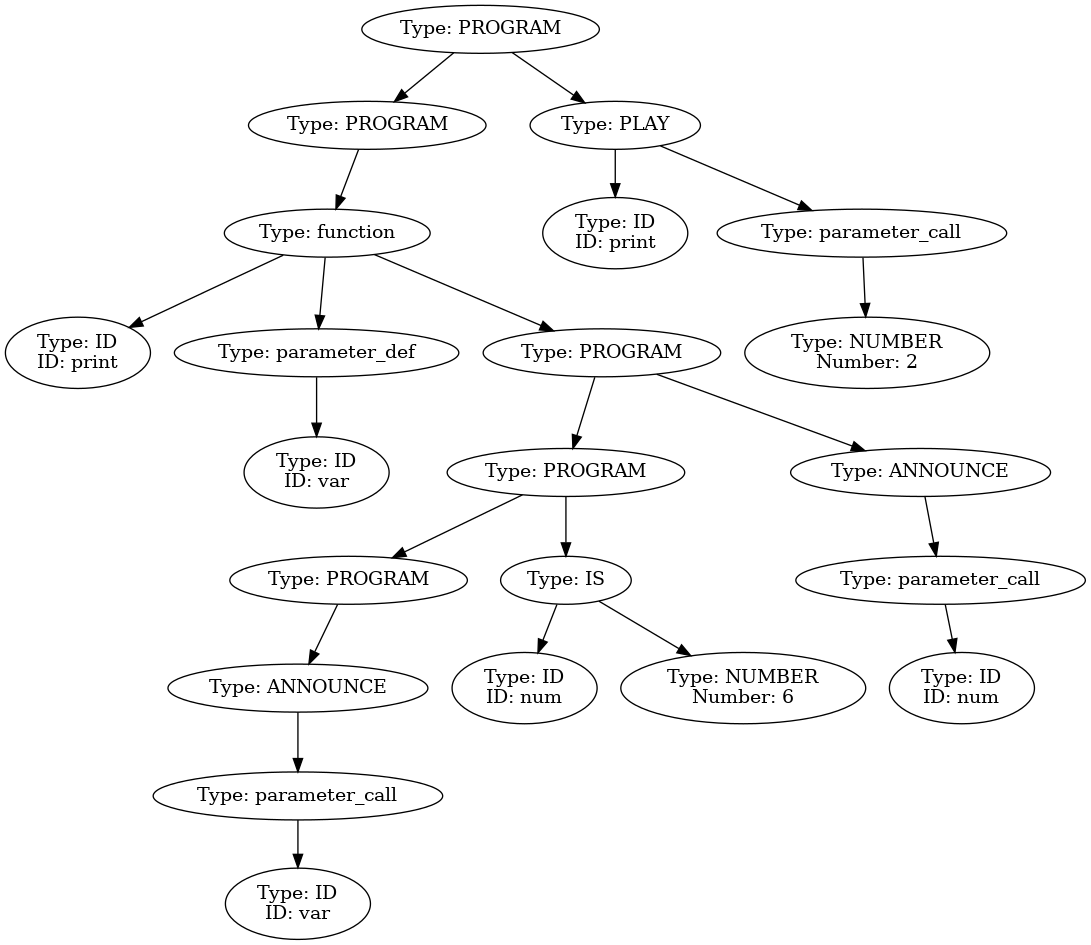 Type: PROGRAM
Type: PROGRAM
Type: PLAY
Type: function
Type: ID
ID: print
Type: parameter_call
Type: ID
ID: print
Type: parameter_def
Type: PROGRAM
Type: NUMBER
Number: 2
Type: ID
ID: var
Type: PROGRAM
Type: ANNOUNCE
Type: PROGRAM
Type: IS
Type: parameter_call
Type: ANNOUNCE
Type: ID
ID: num
Type: NUMBER
Number: 6
Type: ID
ID: num
Type: parameter_call
Type: ID
ID: var